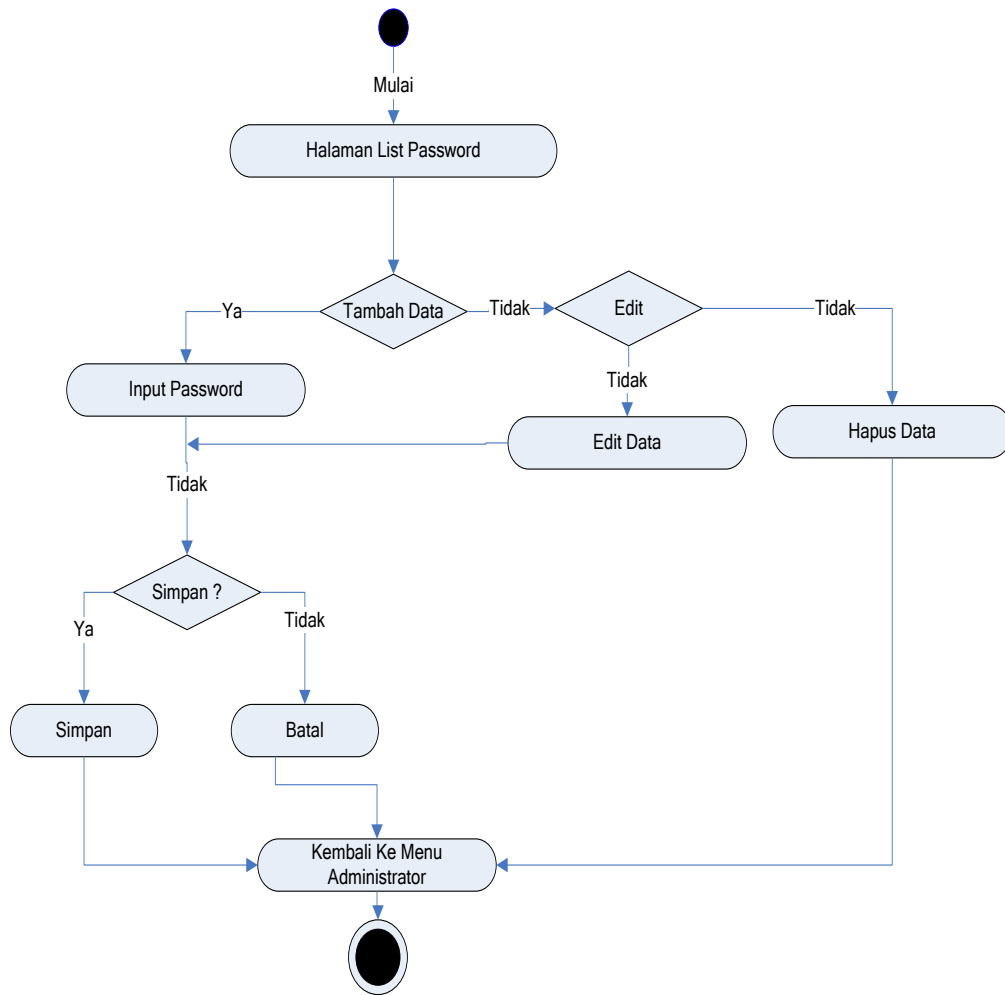 Mulai
Halaman List Password
Tambah Data
Ya
Tidak
Edit
Tidak
Tidak
Input Password
Edit Data
Hapus Data
Tidak
Simpan ?
Ya
Tidak
Simpan
Batal
Kembali Ke Menu
Administrator